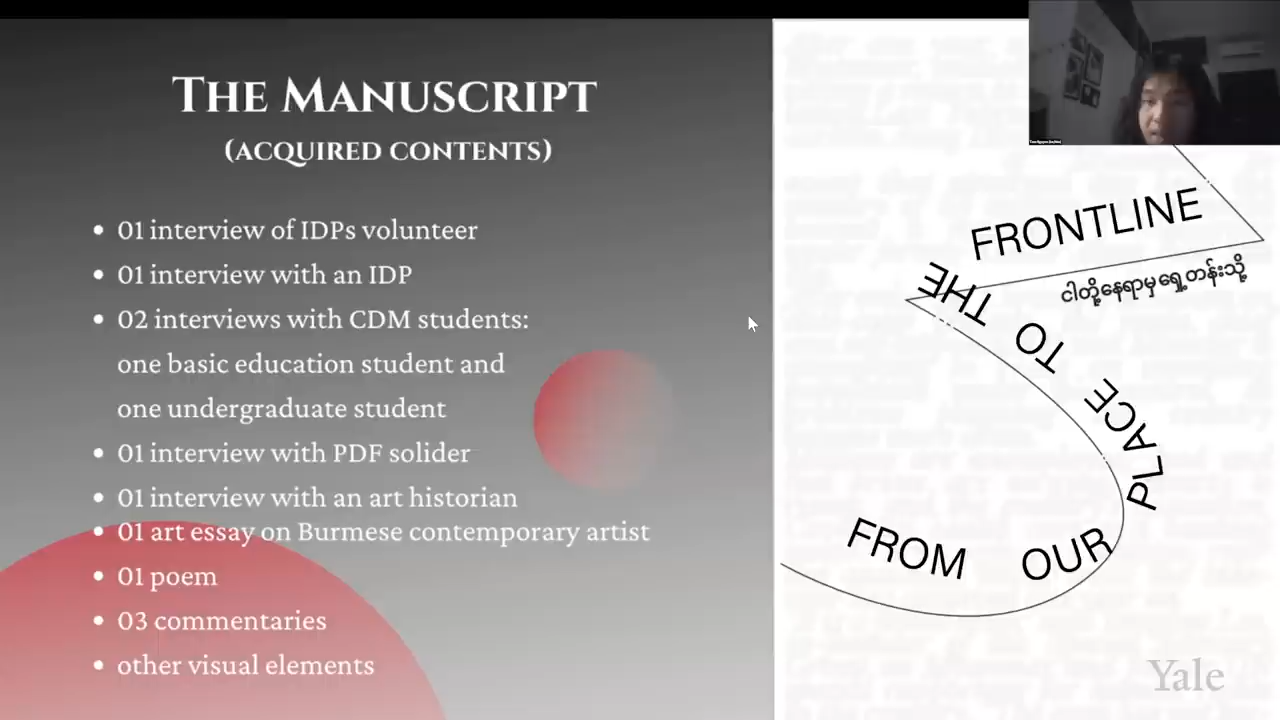 THE MANUSCRIPT
(ACQUIRED CONTENTS)
• 01 interview of IDPs volunteer
• 01 interview with an IDP
• 02 interviews with CDM students:
one basic education student and
one undergraduate student
• 01 interview with PDF solider
• 01 interview with an art historian
• 01 art essay on Burmese contemporary artist
• 01 poem
• 03 commentaries
• other visual elements
FROM OUR PLACE TO THE FRONTLINE
ငါတို့နေရာမှရှေ့တန်းသို့
Yale